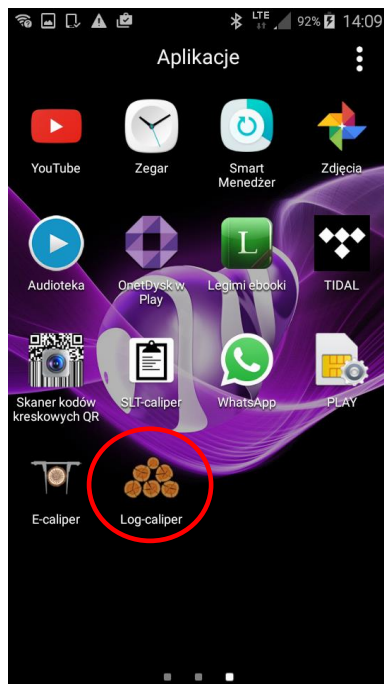 LTE 92% 14:09
Aplikacje
YouTube Zegar Smart Menedżer Zdjęcia
Audioteka OnetDysk w Play Legimi ebooki TIDAL
L
Skaner kodów kreskowych QR SLT-caliper WhatsApp PLAY
E-caliper Log-caliper